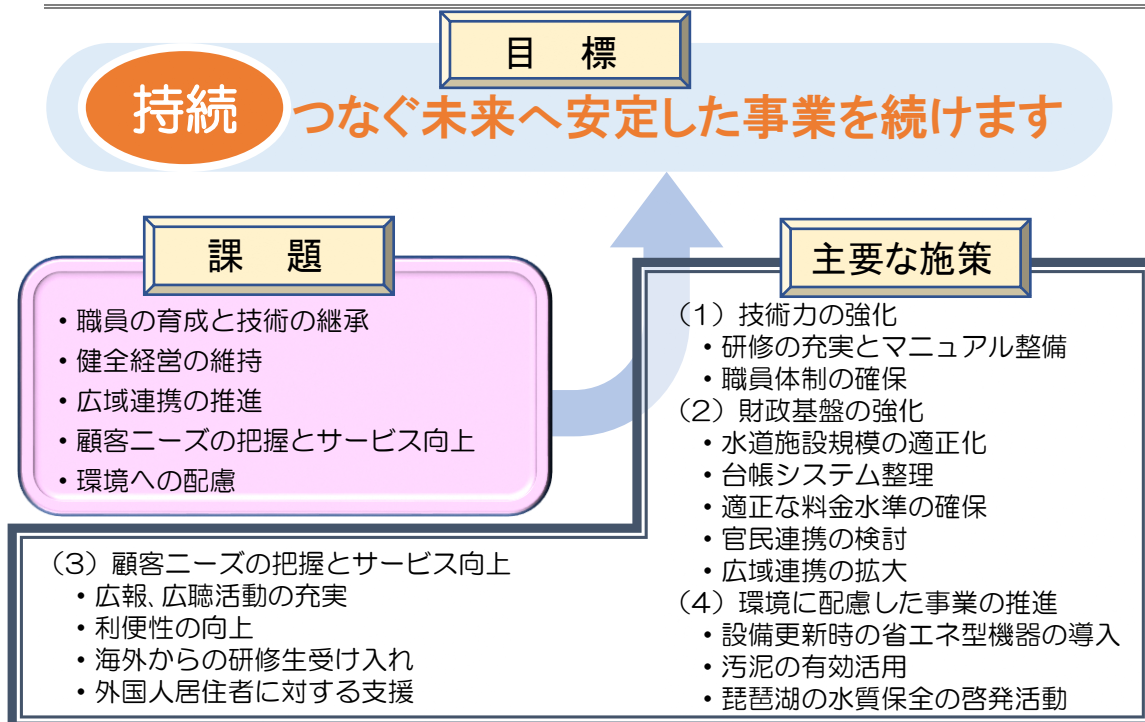 目 標
持続 つなぐ未来へ安定した事業を続けます
課 題
・職員の育成と技術の継承
・健全経営の維持
・広域連携の推進
・顧客ニーズの把握とサービス向上
・環境への配慮
主要な施策
（1）技術力の強化
・研修の充実とマニュアル整備
・職員体制の確保
（2）財政基盤の強化
・水道施設規模の適正化
・台帳システム整理
・適正な料金水準の確保
・官民連携の検討
・広域連携の拡大
（3）顧客ニーズの把握とサービス向上
・広報、広聴活動の充実
・利便性の向上
・海外からの研修生受け入れ
・外国人居住者に対する支援
（4）環境に配慮した事業の推進
・設備更新時の省エネ型機器の導入
・汚泥の有効活用
・琵琶湖の水質保全の啓発活動